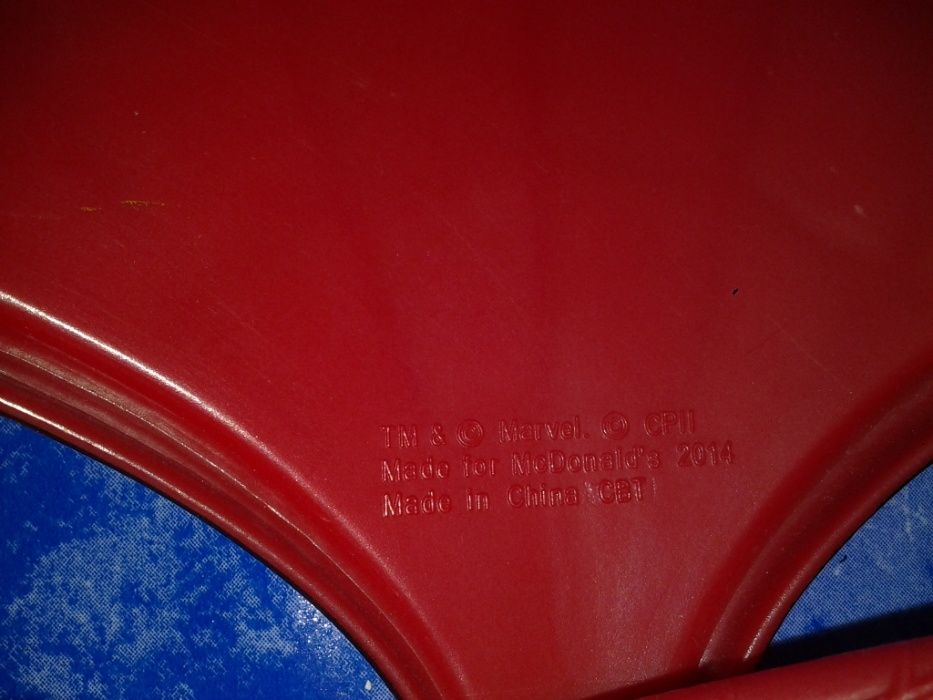 TM & © Marvel. © CPII
Made for McDonald's 2014
Made in China CBT